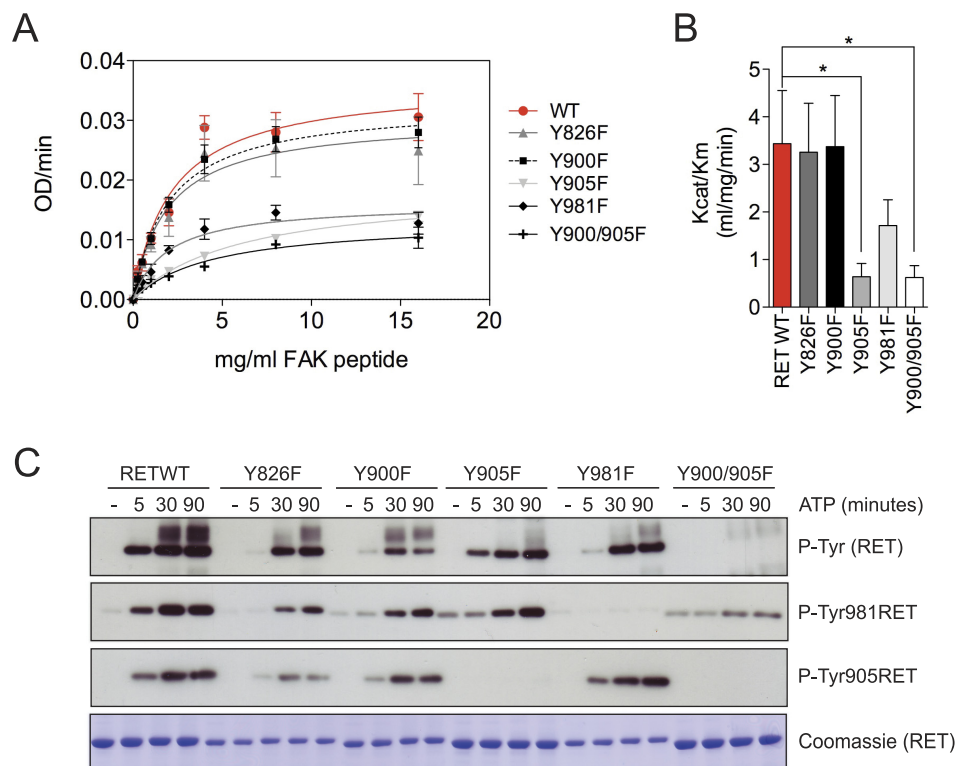 A
0.04
0.03
0.02
0.01
0.00
OD/min
0 5 10 15 20
mg/ml FAK peptide
WT
Y826F
Y900F
Y905F
Y981F
Y900/905F
B
* *
5
4
3
2
1
0
Kcat/Km
(ml/mg/min)
RET WT
Y826F
Y900F
Y905F
Y981F
Y900/905F
C
RETWT Y826F Y900F Y905F Y981F Y900/905F
- 5 30 90 - 5 30 90 - 5 30 90 - 5 30 90 - 5 30 90 - 5 30 90 ATP (minutes)
P-Tyr (RET)
P-Tyr981RET
P-Tyr905RET
Coomassie (RET)